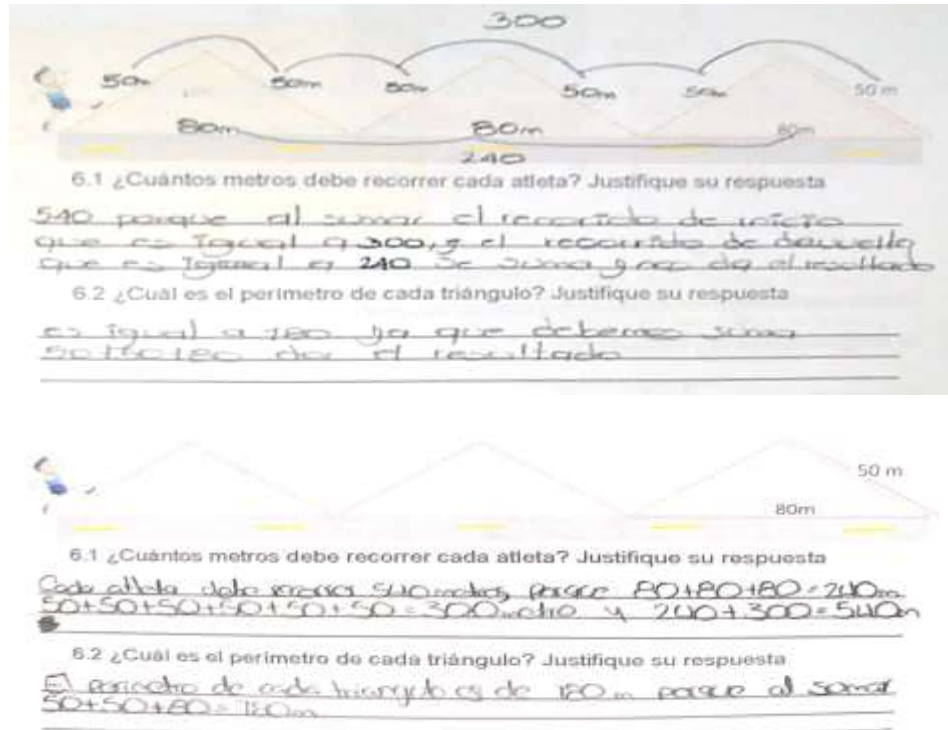 300
50m 50m 50m 50m 50m 50 m
80m 80m 80m
240
6.1 ¿Cuántos metros debe recorrer cada atleta? Justifique su respuesta
540 porque al sumar el recorrido de inicio
que es Igual a 300, y el recorrido de devuelta
que es Igual a 240 se suma y nos da el resultado
6.2 ¿Cuál es el perímetro de cada triángulo? Justifique su respuesta
es igual a 180 ya que debemos suma
50+50+80 da el resultado
50 m
80m
6.1 ¿Cuántos metros debe recorrer cada atleta? Justifique su respuesta
Cada atleta debe 540 metros, porque 80+80+80=240m
50+50+50+50+50+50=300 metro y 240+300=540m
6.2 ¿Cuál es el perímetro de cada triángulo? Justifique su respuesta
El perimetro de cada triangulo es de 180 m porque al sumar
50+50+80=180m